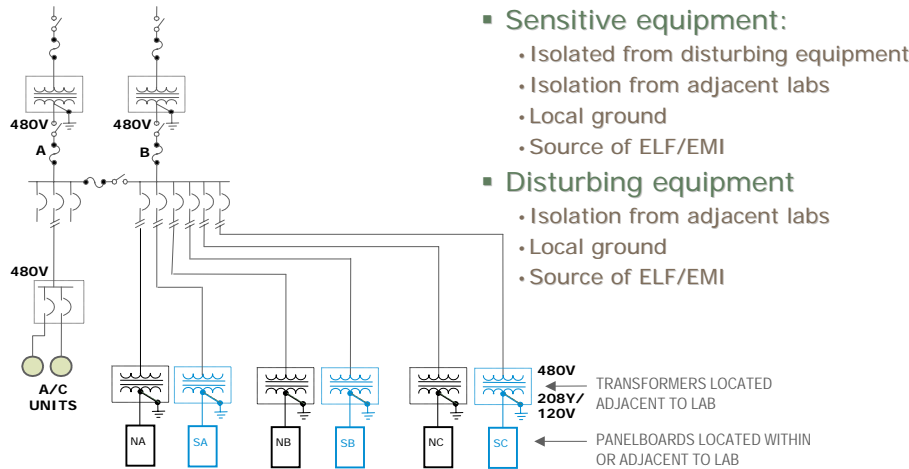 ▪ Sensitive equipment:
• Isolated from disturbing equipment
• Isolation from adjacent labs
• Local ground
• Source of ELF/EMI
▪ Disturbing equipment
• Isolation from adjacent labs
• Local ground
• Source of ELF/EMI
480V
480V
A
B
480V
A/C
UNITS
480V
208Y/
120V
TRANSFORMERS LOCATED
ADJACENT TO LAB
NA
SA
NB
SB
NC
SC
PANELBOARDS LOCATED WITHIN
OR ADJACENT TO LAB